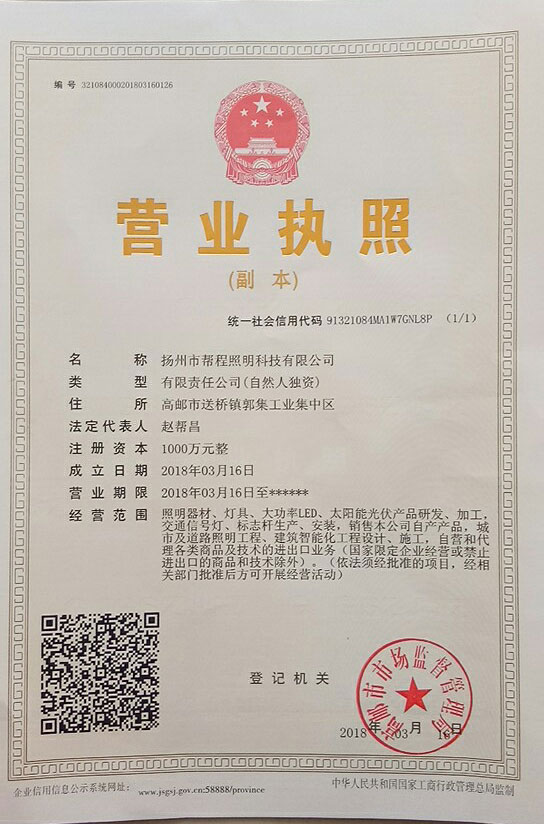 编 号 321084000201803160126
营业执照
(副 本)
统一社会信用代码 91321084MA1W7GNL8P (1/1)
名 称 扬州市帮程照明科技有限公司
类 型 有限责任公司(自然人独资)
住 所 高邮市送桥镇郭集工业集中区
法定代表人 赵帮昌
注册资本 1000万元整
成立日期 2018年03月16日
营业期限 2018年03月16日至******
经营范围 照明器材、灯具、大功率LED、太阳能光伏产品研发、加工,
交通信号灯、标志杆生产、安装,销售本公司自产产品,城
市及道路照明工程、建筑智能化工程设计、施工,自营和代
理各类商品及技术的进出口业务(国家限定企业经营或禁止
进出口的商品和技术除外)。(依法须经批准的项目,经相
关部门批准后方可开展经营活动)
登记机关
高邮市市场监督管理局
2018年03月16日
企业信用信息公示系统网址: www.jsgsj.gov.cn:58888/province
中华人民共和国国家工商行政管理总局监制